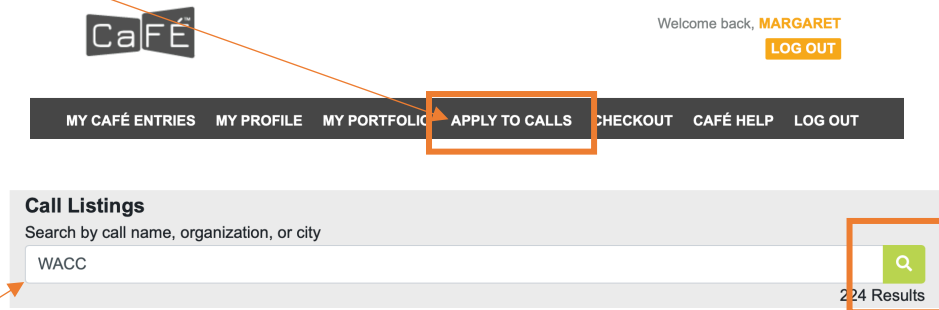 CaFÉ™
Welcome back, MARGARET
LOG OUT
MY CAFÉ ENTRIES MY PROFILE MY PORTFOLIO APPLY TO CALLS CHECKOUT CAFÉ HELP LOG OUT
Call Listings
Search by call name, organization, or city
WACC
224 Results